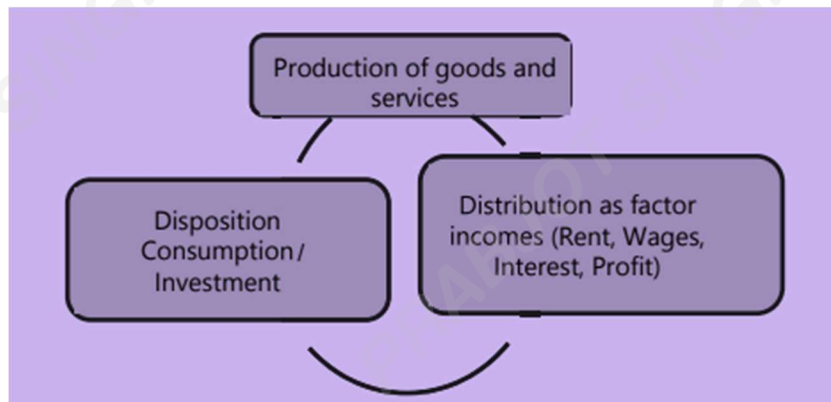 Production of goods and
services
Disposition
Consumption/
Investment
Distribution as factor
incomes (Rent, Wages,
Interest, Profit)